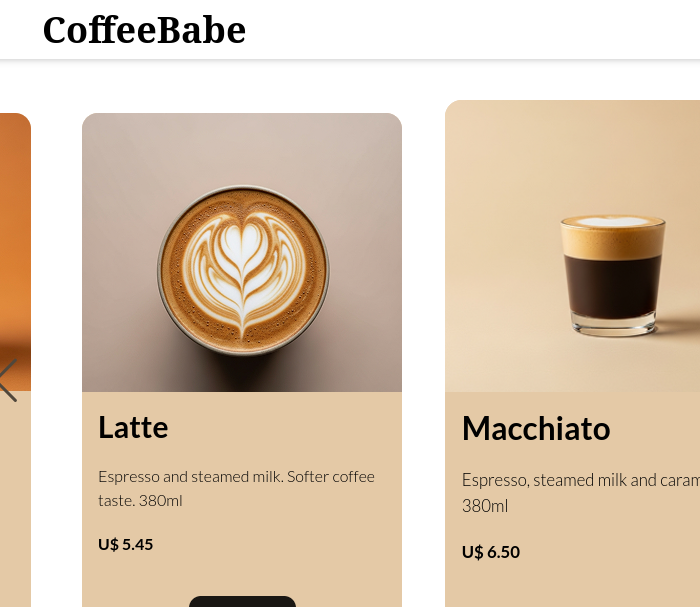 CoffeeBabe
Latte
Espresso and steamed milk. Softer coffee
taste. 380ml
U$ 5.45
Macchiato
Espresso, steamed milk and caram
380ml
U$ 6.50